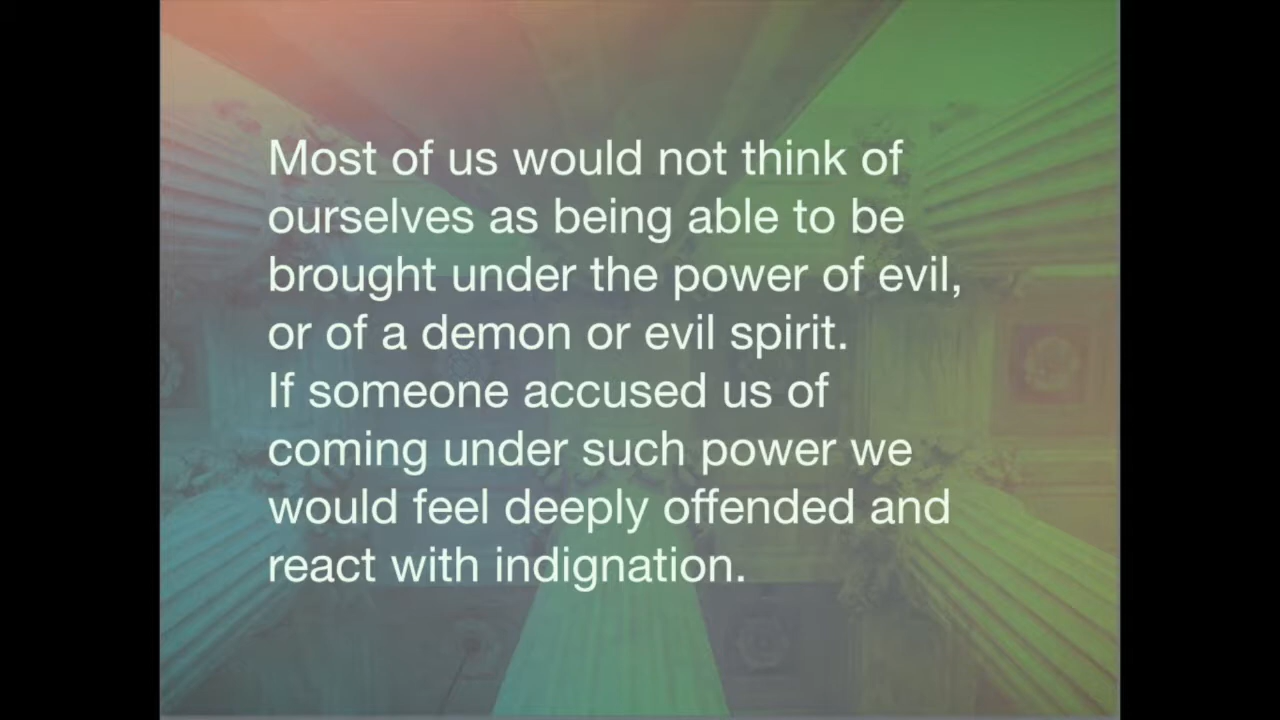 Most of us would not think of
ourselves as being able to be
brought under the power of evil,
or of a demon or evil spirit.
If someone accused us of
coming under such power we
would feel deeply offended and
react with indignation.